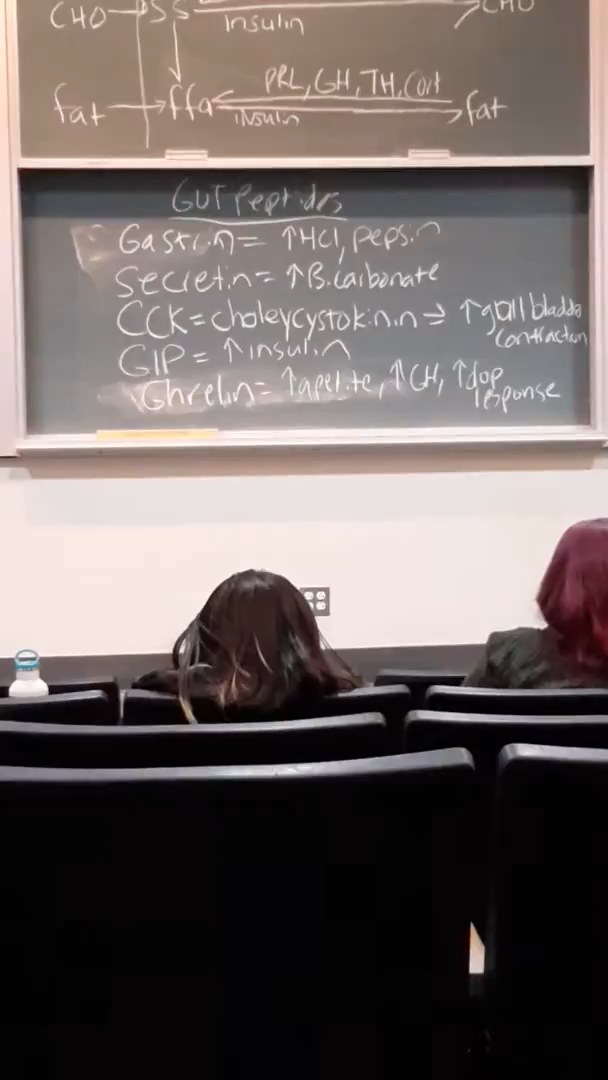 CHO → SS insulin → CHO
fat → ffa PRL, GH, TH, Cort
insulin → fat
GUT Peptides
Gastrin = ↑HCl, pepsin
Secretin = ↑Bicarbonate
CCK = choleycystokinin = ↑gall bladder
contraction
GIP = ↑insulin
Ghrelin = ↑apetite, ↑GH, ↑dop
response